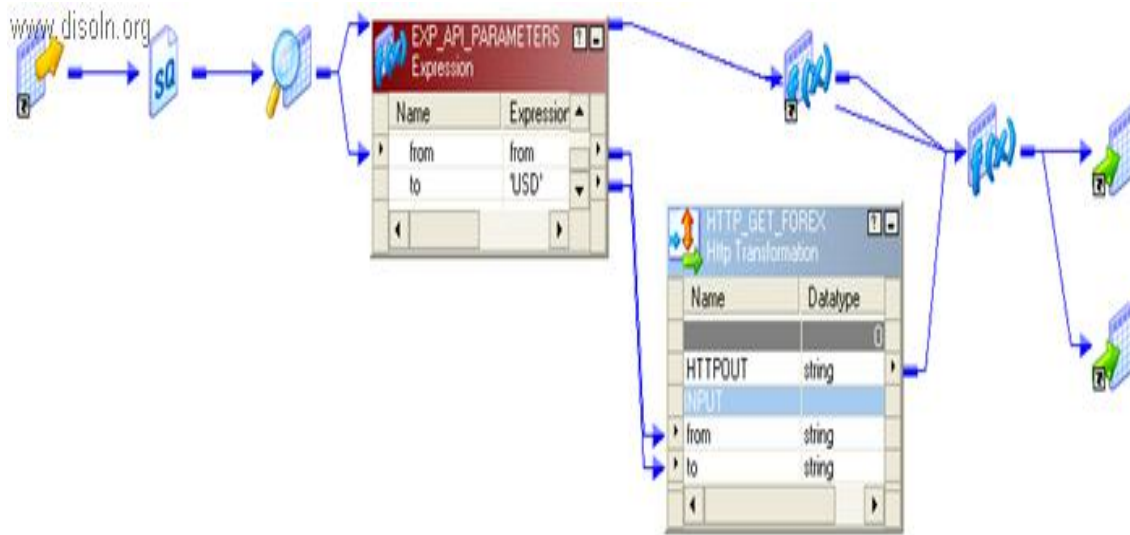 www.disoln.org
EXP_API_PARAMETERS
Expression
Name Expression
from from
to 'USD'
sq
f(x)
f(x)
f(x)
HTTP_GET_FOREX
Http Transformation
Name Datatype
HTTPOUT string
INPUT
from string
to string